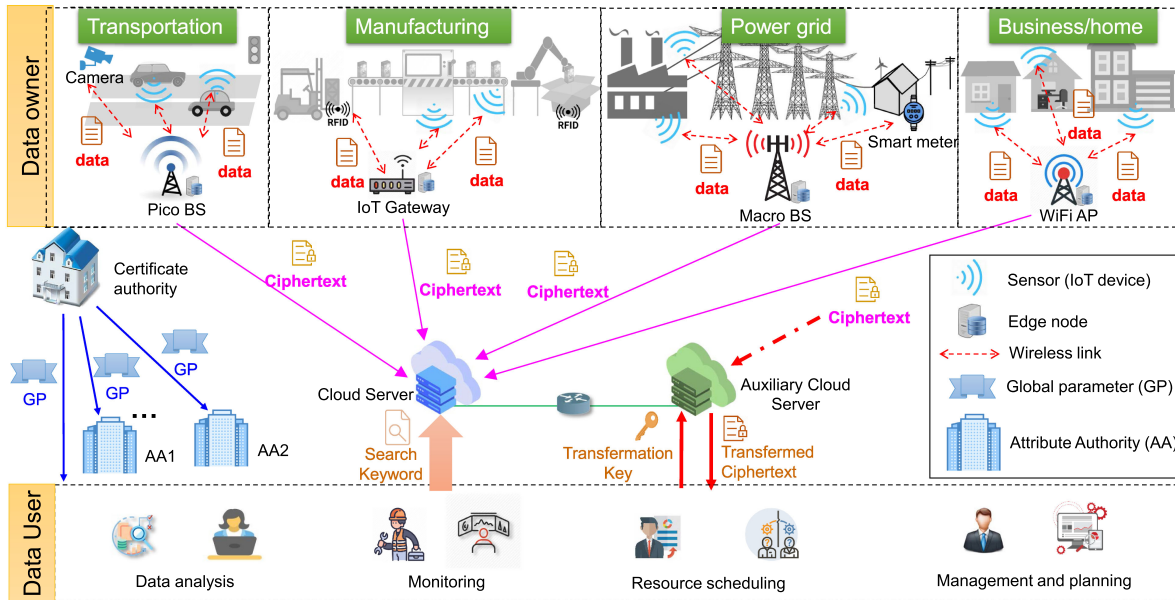 Transportation
Manufacturing
Power grid
Business/home
Data owner
Camera
data
data
Pico BS
RFID
RFID
data
data
IoT Gateway
data
data
Smart meter
Macro BS
data
data
data
WiFi AP
Certificate
authority
Ciphertext
Ciphertext
Ciphertext
Ciphertext
GP
GP
GP
...
AA1
AA2
Cloud Server
Auxiliary Cloud
Server
Search
Keyword
Transfermation
Key
Transfermed
Ciphertext
Sensor (IoT device)
Edge node
Wireless link
Global parameter (GP)
Attribute Authority (AA)
Data User
Data analysis
Monitoring
Resource scheduling
Management and planning